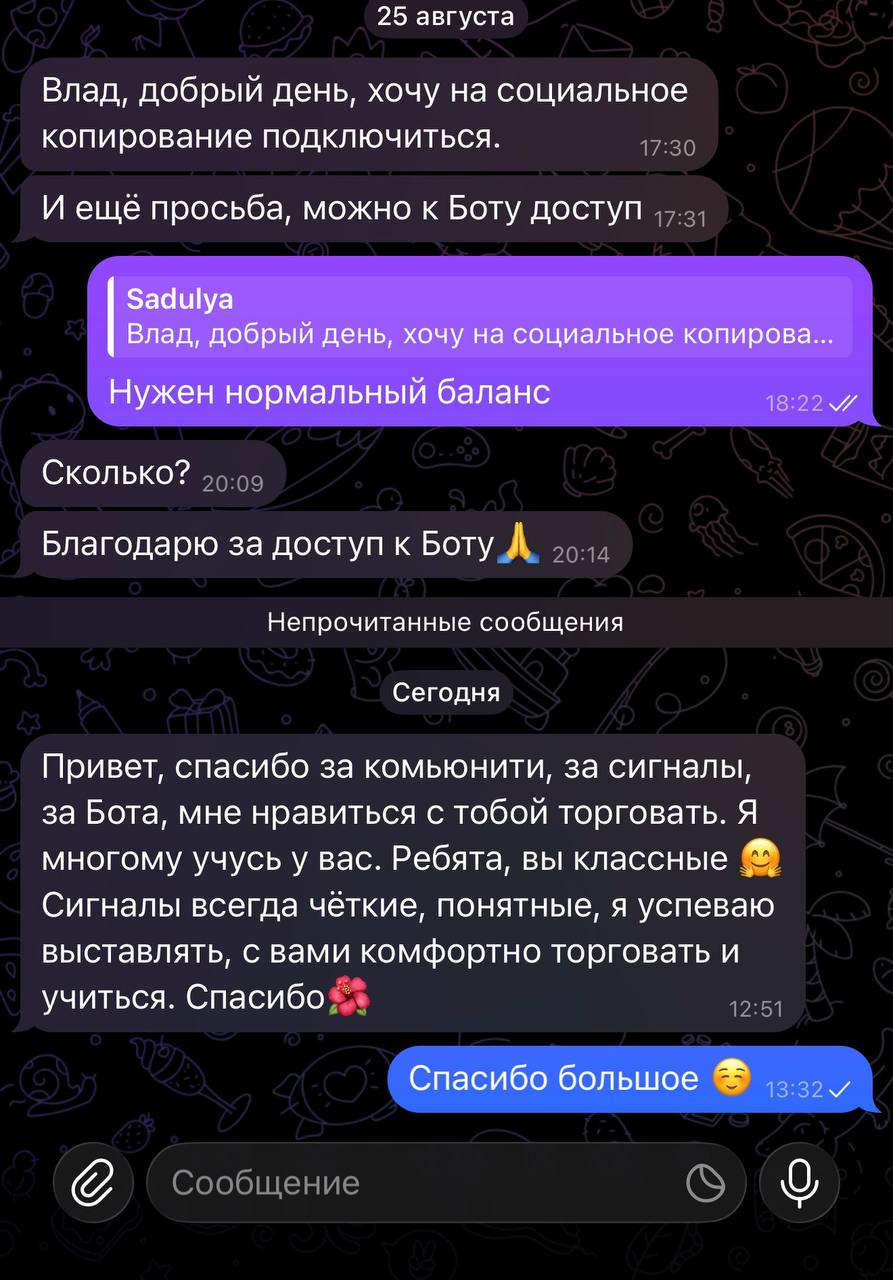 25 августа
Влад, добрый день, хочу на социальное
копирование подключиться.
17:30
И ещё просьба, можно к Боту доступ 17:31
Sadulya
Влад, добрый день, хочу на социальное копирова...
Нужен нормальный баланс
18:22
Сколько? 20:09
Благодарю за доступ к Боту🙏 20:14
Непрочитанные сообщения
Сегодня
Привет, спасибо за комьюнити, за сигналы,
за Бота, мне нравиться с тобой торговать. Я
многому учусь у вас. Ребята, вы классные 🤗
Сигналы всегда чёткие, понятные, я успеваю
выставлять, с вами комфортно торговать и
учиться. Спасибо🌺
12:51
Спасибо большое ☺️ 13:32
Сообщение